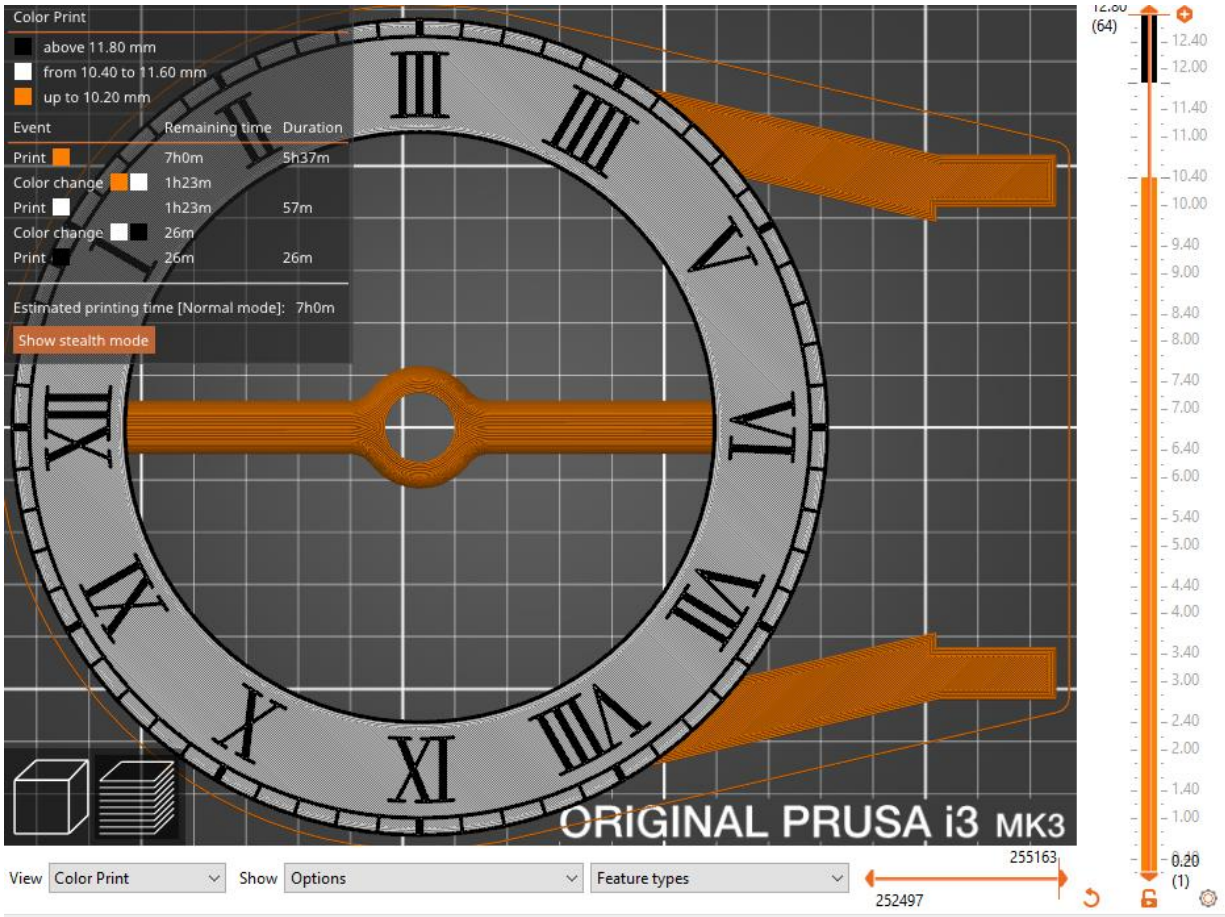 Color Print
above 11.80 mm
from 10.40 to 11.60 mm
up to 10.20 mm
Event Remaining time Duration
Print 7h0m 5h37m
Color change 1h23m
Print 1h23m 57m
Color change 26m
Print 26m 26m
Estimated printing time [Normal mode]: 7h0m
Show stealth mode
III
IIII
II
V
I
XII
VI
XI
VII
X
IX
VIII
ORIGINAL PRUSA i3 MK3
12.80
(64)
12.40
12.00
11.40
11.00
10.40
10.00
9.40
9.00
8.40
8.00
7.40
7.00
6.40
6.00
5.40
5.00
4.40
4.00
3.40
3.00
2.40
2.00
1.40
1.00
0.20
(1)
View Color Print Show Options Feature types
255163
252497